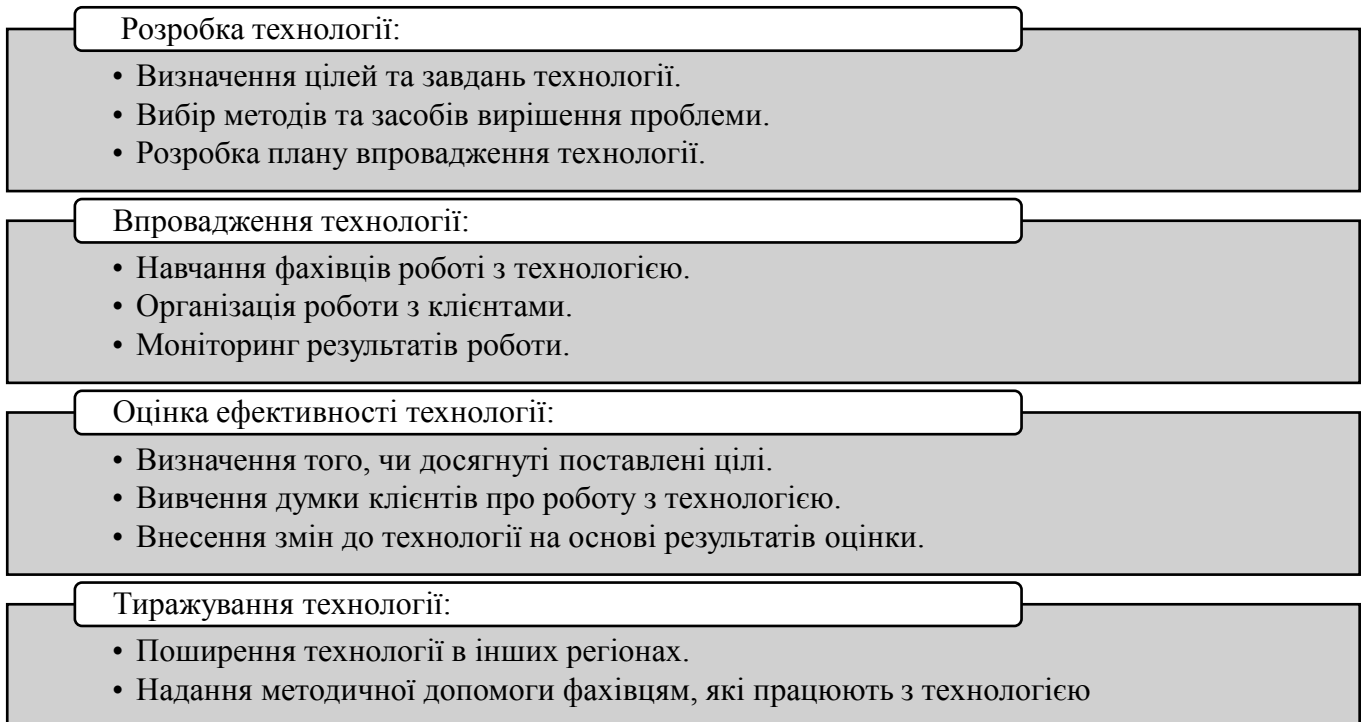 Розробка технології:
• Визначення цілей та завдань технології.
• Вибір методів та засобів вирішення проблеми.
• Розробка плану впровадження технології.
Впровадження технології:
• Навчання фахівців роботі з технологією.
• Організація роботи з клієнтами.
• Моніторинг результатів роботи.
Оцінка ефективності технології:
• Визначення того, чи досягнуті поставлені цілі.
• Вивчення думки клієнтів про роботу з технологією.
• Внесення змін до технології на основі результатів оцінки.
Тиражування технології:
• Поширення технології в інших регіонах.
• Надання методичної допомоги фахівцям, які працюють з технологією